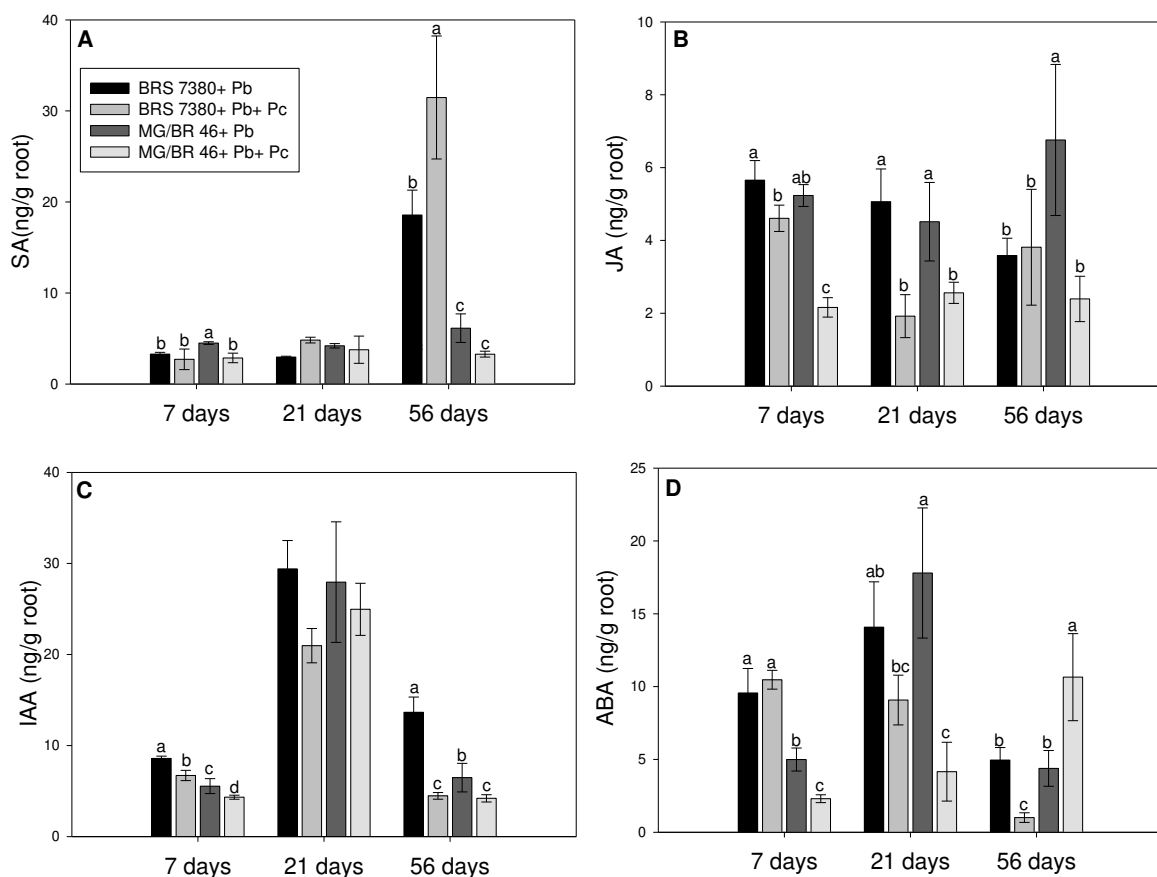 A
SA(ng/g root)
40
30
20
10
0
BRS 7380+ Pb
BRS 7380+ Pb+ Pc
MG/BR 46+ Pb
MG/BR 46+ Pb+ Pc
b b a b
b a c c
7 days 21 days 56 days
B
JA (ng/g root)
10
8
6
4
2
0
a b ab c
a b a b
b b a b
7 days 21 days 56 days
C
IAA (ng/g root)
40
30
20
10
0
a b c d
a c b c
7 days 21 days 56 days
D
ABA (ng/g root)
25
20
15
10
5
0
a a b c
ab bc a c
b c b a
7 days 21 days 56 days